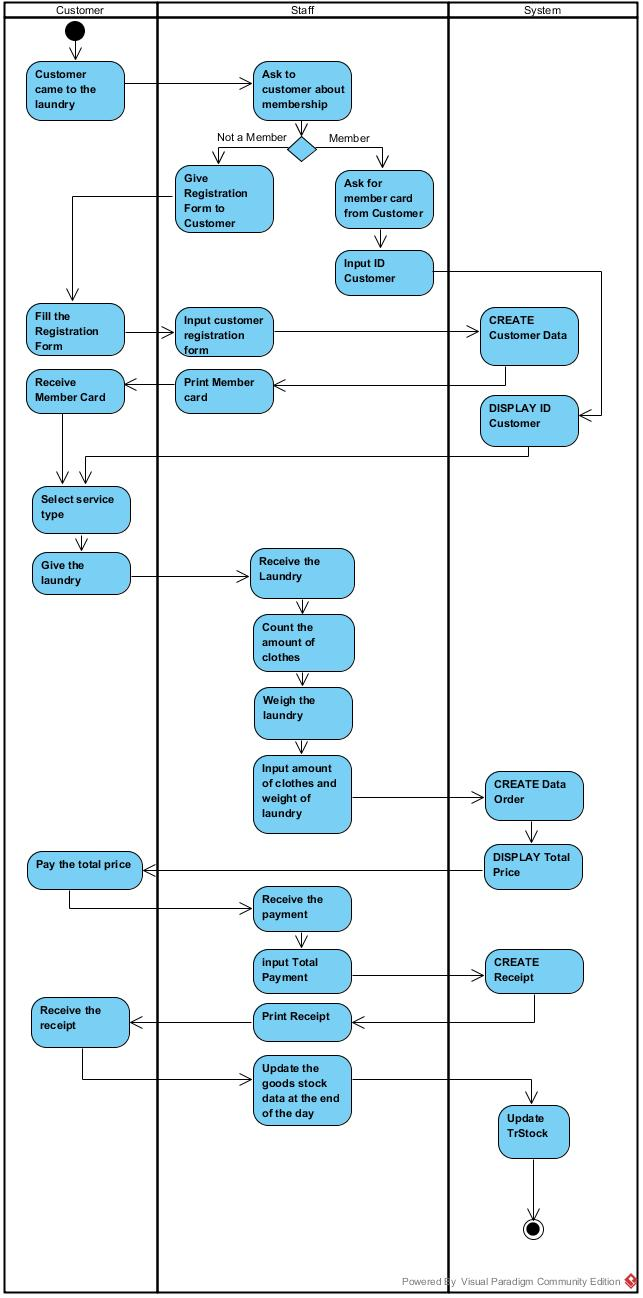 Customer
Staff
System
Customer
came to the
laundry
Ask to
customer about
membership
Not a Member
Member
Give
Registration
Form to
Customer
Ask for
member card
from Customer
Input ID
Customer
Fill the
Registration
Form
Input customer
registration
form
CREATE
Customer Data
Receive
Member Card
Print Member
card
DISPLAY ID
Customer
Select service
type
Give the
laundry
Receive the
Laundry
Count the
amount of
clothes
Weigh the
laundry
Input amount
of clothes and
weight of
laundry
CREATE Data
Order
DISPLAY Total
Price
Pay the total price
Receive the
payment
input Total
Payment
CREATE
Receipt
Print Receipt
Receive the
receipt
Update the
goods stock
data at the end
of the day
Update
TrStock
Powered By Visual Paradigm Community Edition